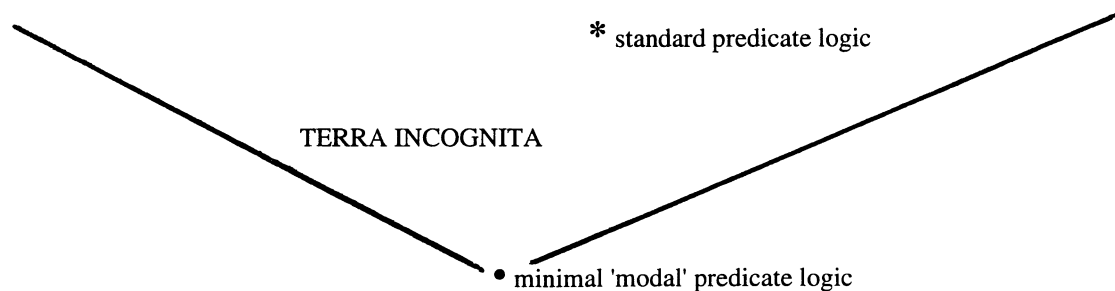 * standard predicate logic
TERRA INCOGNITA
• minimal 'modal' predicate logic